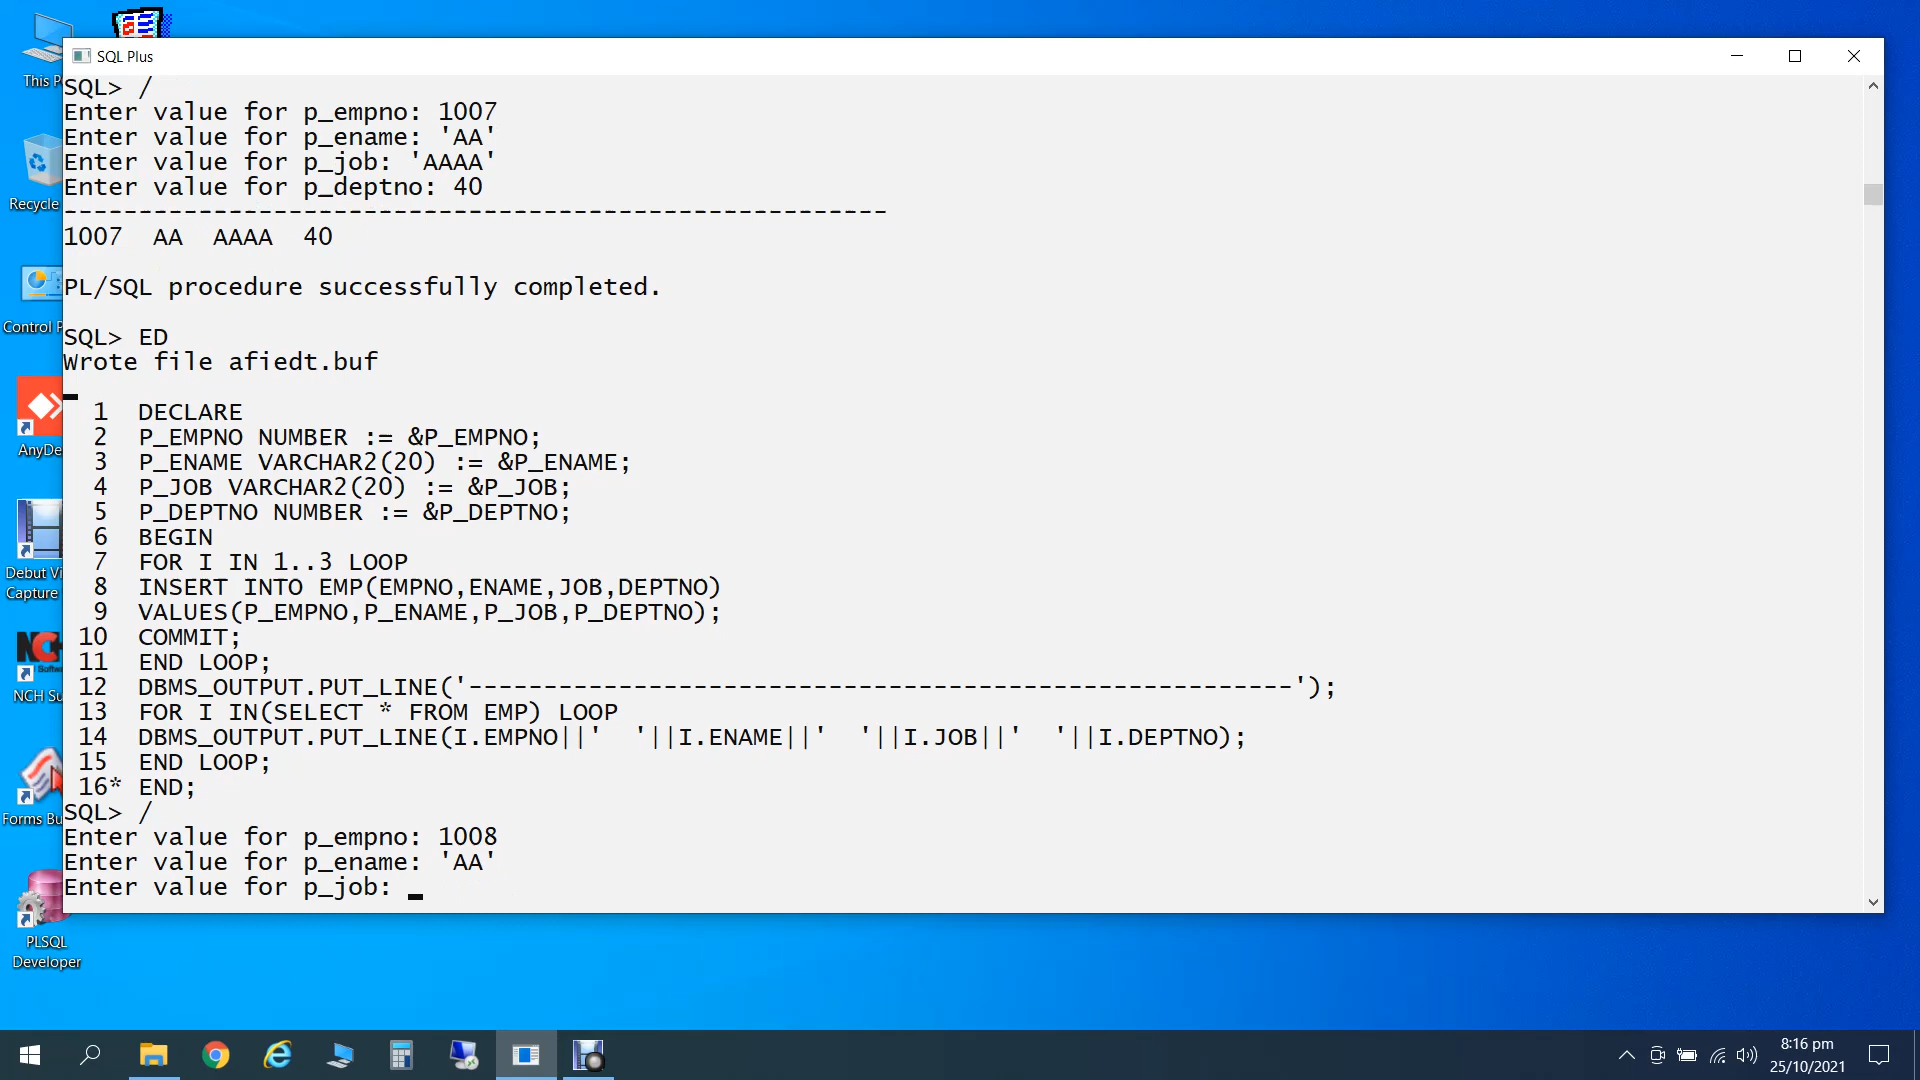 SQL Plus
SQL> /
Enter value for p_empno: 1007
Enter value for p_ename: 'AA'
Enter value for p_job: 'AAAA'
Enter value for p_deptno: 40
-------------------------------------------------------
1007  AA  AAAA  40
PL/SQL procedure successfully completed.
SQL> ED
Wrote file afiedt.buf
1  DECLARE
2  P_EMPNO NUMBER := &P_EMPNO;
3  P_ENAME VARCHAR2(20) := &P_ENAME;
4  P_JOB VARCHAR2(20) := &P_JOB;
5  P_DEPTNO NUMBER := &P_DEPTNO;
6  BEGIN
7  FOR I IN 1..3 LOOP
8  INSERT INTO EMP(EMPNO,ENAME,JOB,DEPTNO)
9  VALUES(P_EMPNO,P_ENAME,P_JOB,P_DEPTNO);
10  COMMIT;
11  END LOOP;
12  DBMS_OUTPUT.PUT_LINE('-------------------------------------------------------');
13  FOR I IN(SELECT * FROM EMP) LOOP
14  DBMS_OUTPUT.PUT_LINE(I.EMPNO||'  '||I.ENAME||'  '||I.JOB||'  '||I.DEPTNO);
15  END LOOP;
16* END;
SQL> /
Enter value for p_empno: 1008
Enter value for p_ename: 'AA'
Enter value for p_job:
This P
Recycle
Control P
AnyDe
Debut Vi
Capture
NCH
NCH Su
Forms Bu
PLSQL
Developer
8:16 pm
25/10/2021